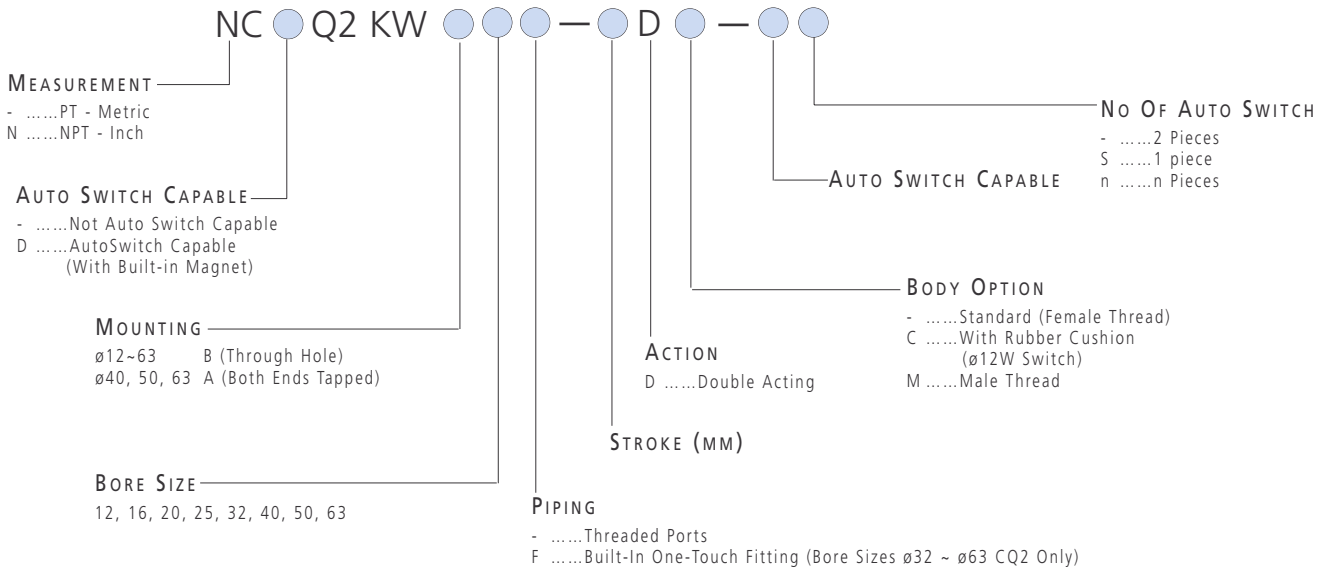 NC Q2 KW — D —
MEASUREMENT
- ……PT - Metric
N ……NPT - Inch
AUTO SWITCH CAPABLE
- ……Not Auto Switch Capable
D ……AutoSwitch Capable
(With Built-in Magnet)
MOUNTING
ø12~63 B (Through Hole)
ø40, 50, 63 A (Both Ends Tapped)
BORE SIZE
12, 16, 20, 25, 32, 40, 50, 63
PIPING
- ……Threaded Ports
F ……Built-In One-Touch Fitting (Bore Sizes ø32 ~ ø63 CQ2 Only)
STROKE (MM)
ACTION
D ……Double Acting
BODY OPTION
- ……Standard (Female Thread)
C ……With Rubber Cushion
(ø12W Switch)
M ……Male Thread
AUTO SWITCH CAPABLE
NO OF AUTO SWITCH
- ……2 Pieces
S ……1 piece
n ……n Pieces